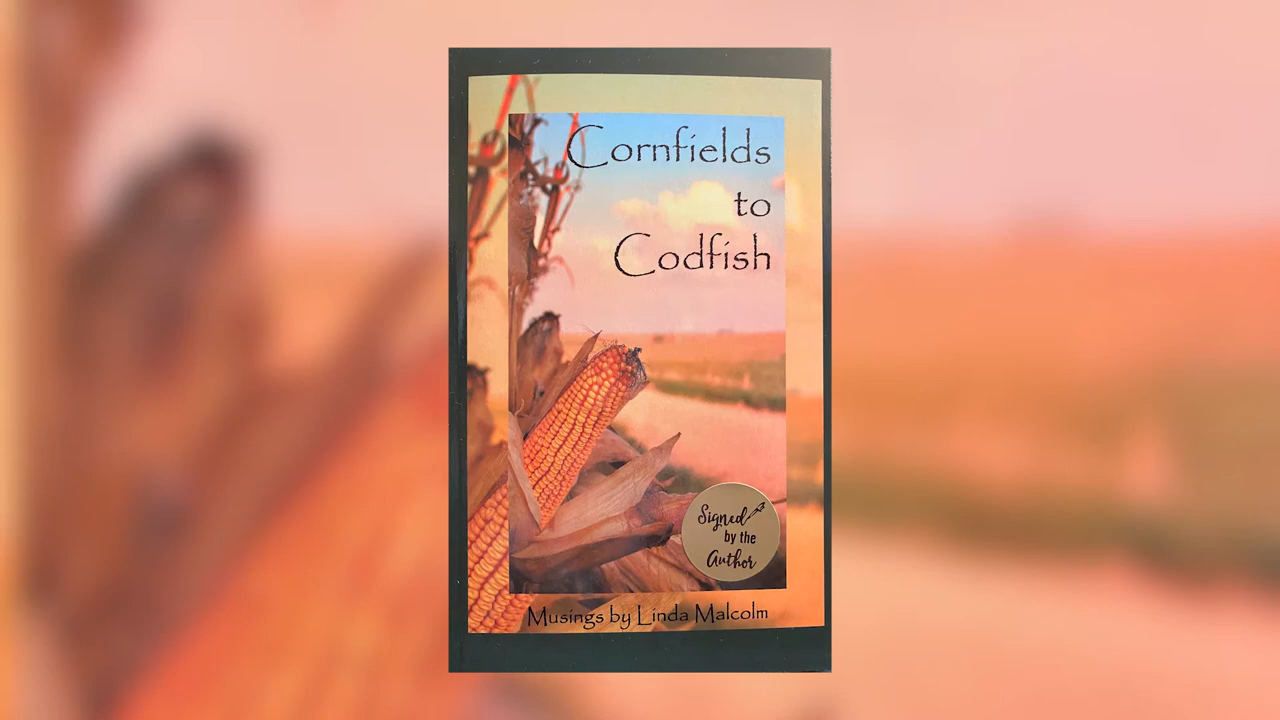 Cornfields
to
Codfish
Signed
by the
Author
Musings by Linda Malcolm